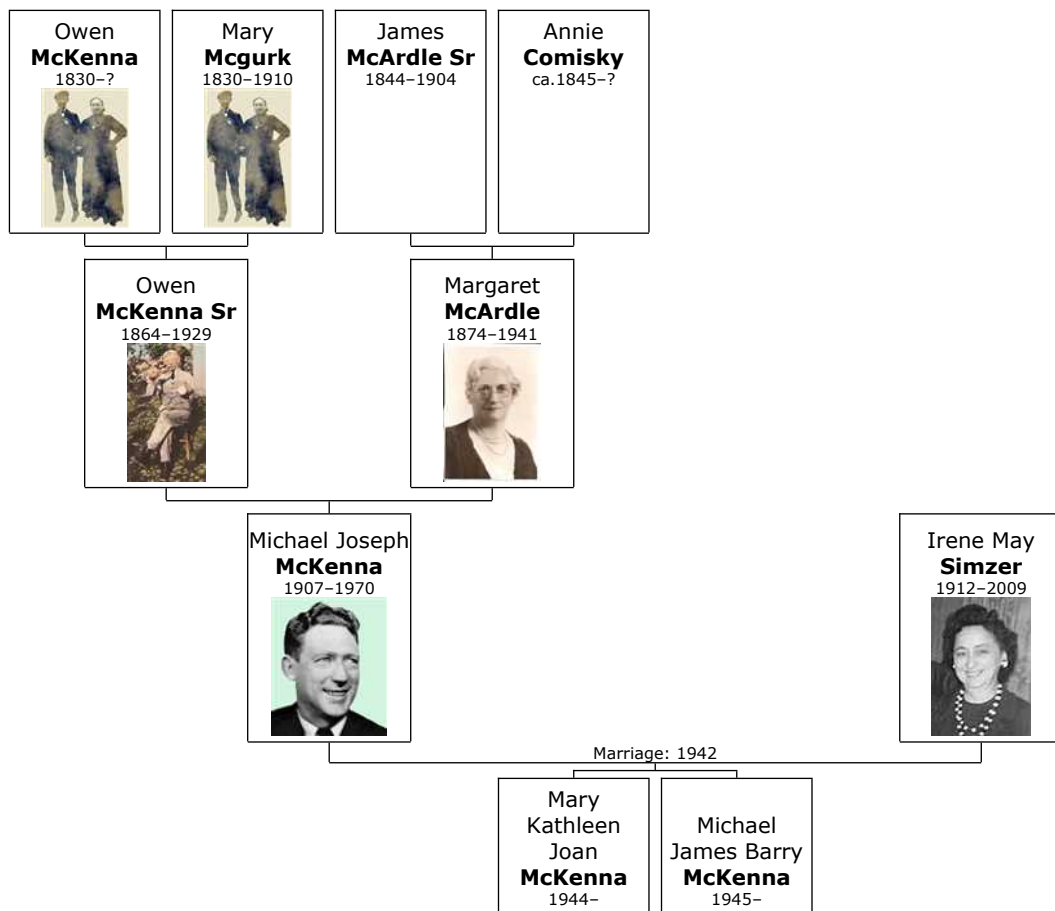 Owen
McKenna
1830–?
Mary
Mcgurk
1830–1910
James
McArdle Sr
1844–1904
Annie
Comisky
ca.1845–?
Owen
McKenna Sr
1864–1929
Margaret
McArdle
1874–1941
Michael Joseph
McKenna
1907–1970
Irene May
Simzer
1912–2009
Marriage: 1942
Mary
Kathleen
Joan
McKenna
1944–
Michael
James Barry
McKenna
1945–